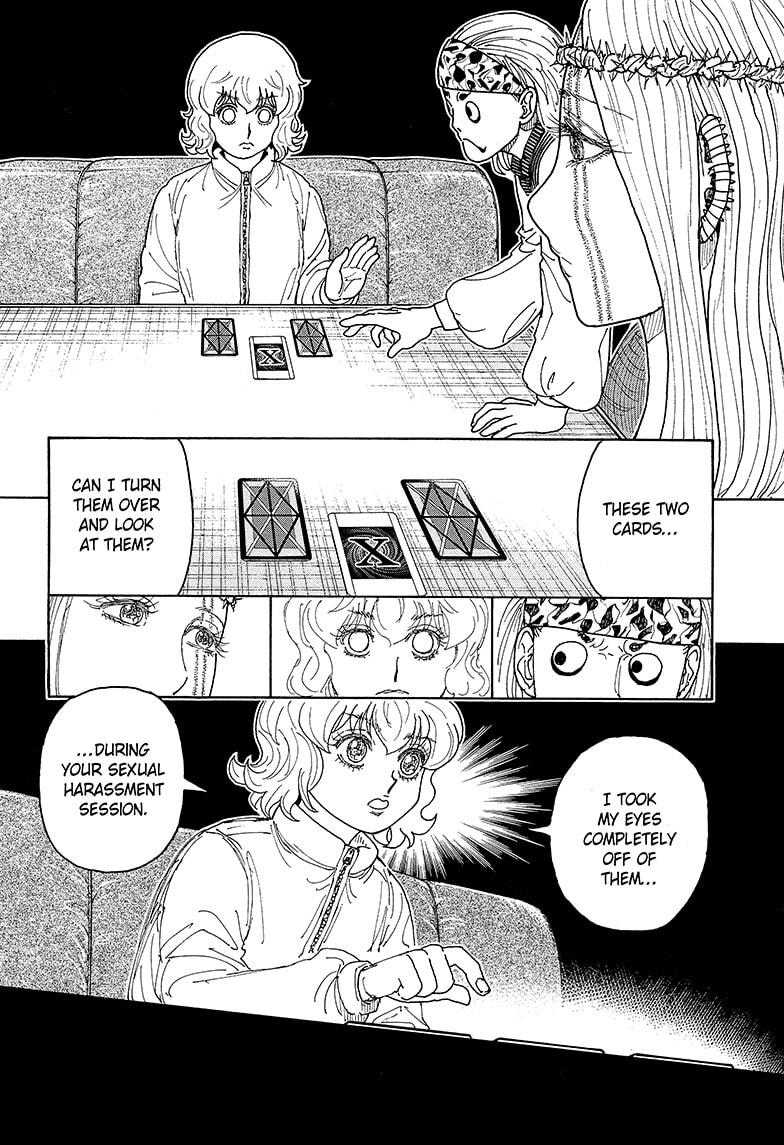 X
THESE TWO
CARDS...
CAN I TURN
THEM OVER
AND LOOK
AT THEM?
X
I TOOK
MY EYES
COMPLETELY
OFF OF
THEM...
...DURING
YOUR SEXUAL
HARASSMENT
SESSION.